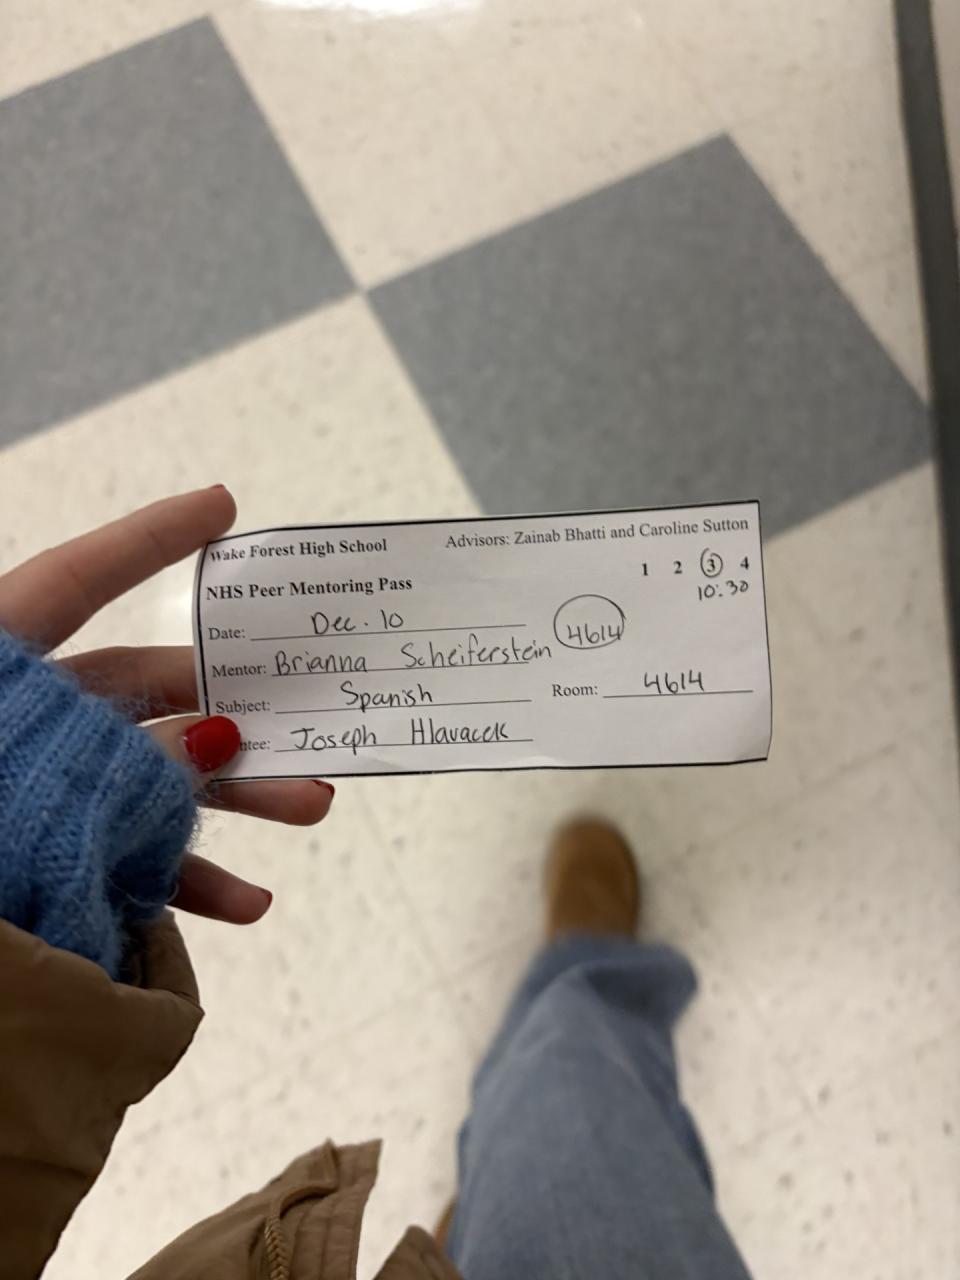 Wake Forest High School
Advisors: Zainab Bhatti and Caroline Sutton
NHS Peer Mentoring Pass
1 2 3 4
10:30
Date: Dec. 10
4614
Mentor: Brianna Scheiferstein
Subject: Spanish
Room: 4614
ntee: Joseph Hlavacek